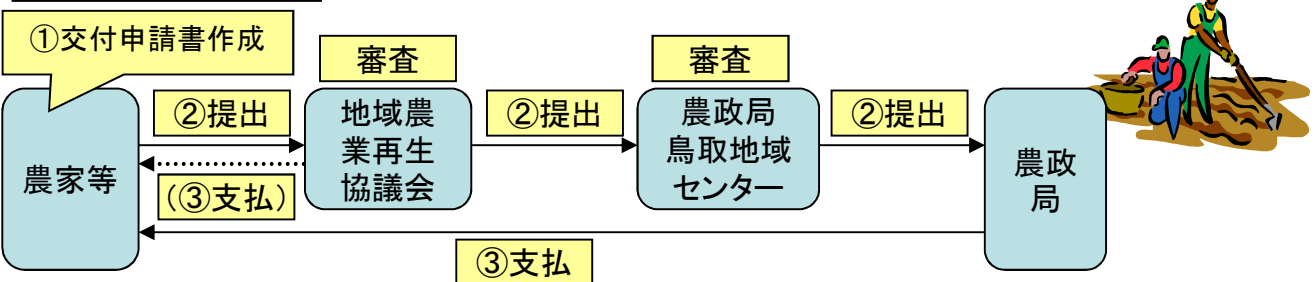 ①交付申請書作成
審査
審査
②提出
地域農
業再生
協議会
②提出
農政局
鳥取地域
センター
②提出
農家等
農政
局
(③支払)
③支払